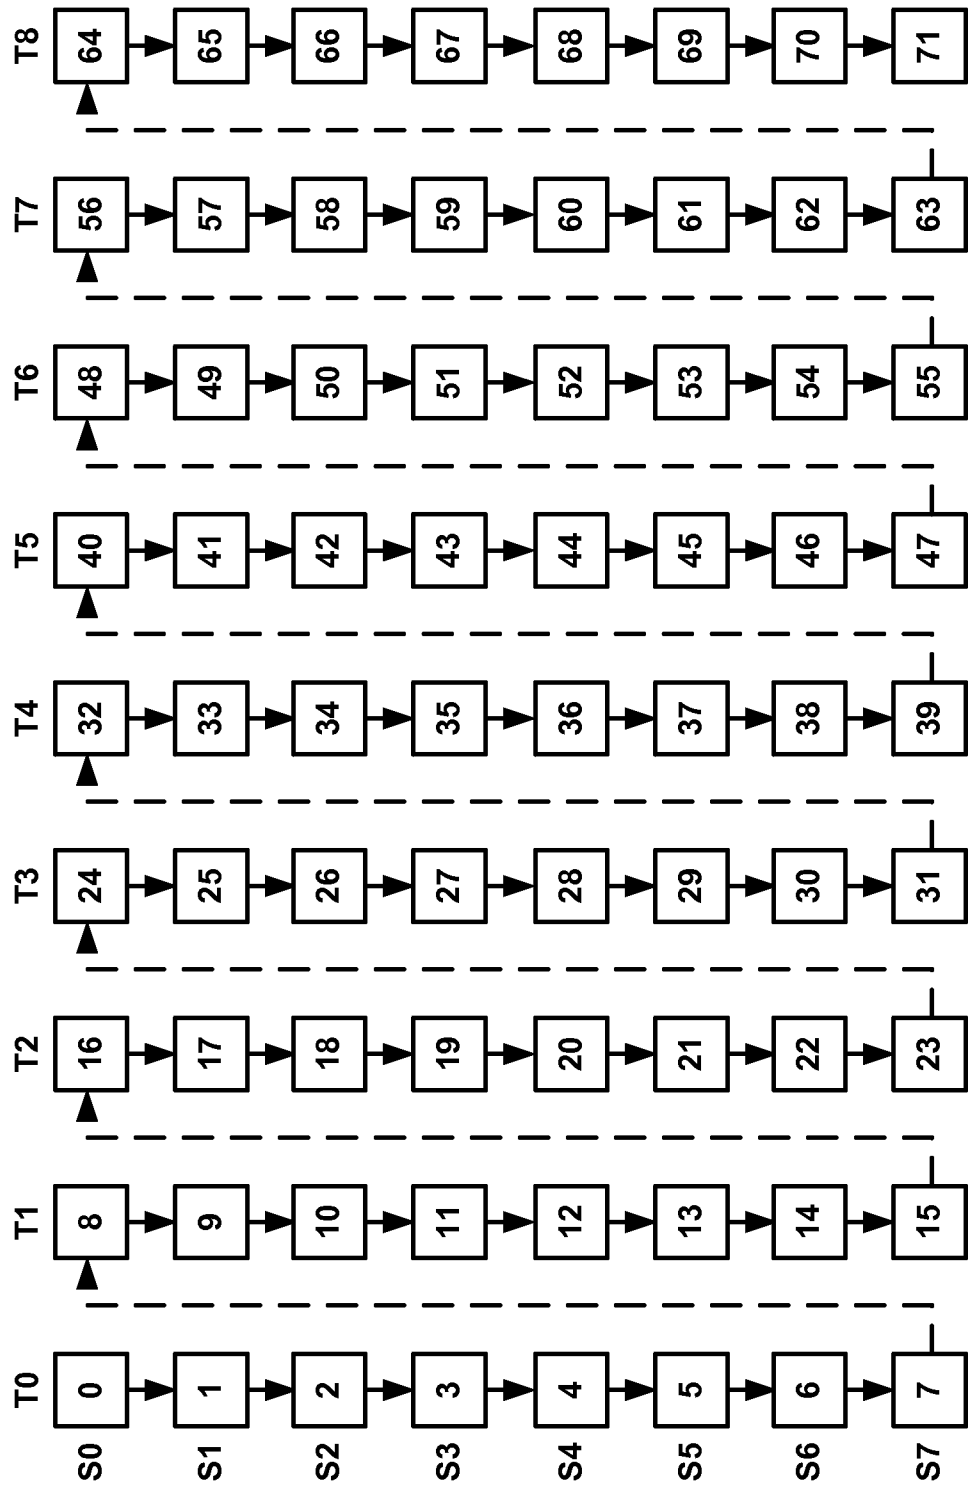 T0 T1 T2 T3 T4 T5 T6 T7 T8
S0 0 8 16 24 32 40 48 56 64
S1 1 9 17 25 33 41 49 57 65
S2 2 10 18 26 34 42 50 58 66
S3 3 11 19 27 35 43 51 59 67
S4 4 12 20 28 36 44 52 60 68
S5 5 13 21 29 37 45 53 61 69
S6 6 14 22 30 38 46 54 62 70
S7 7 15 23 31 39 47 55 63 71